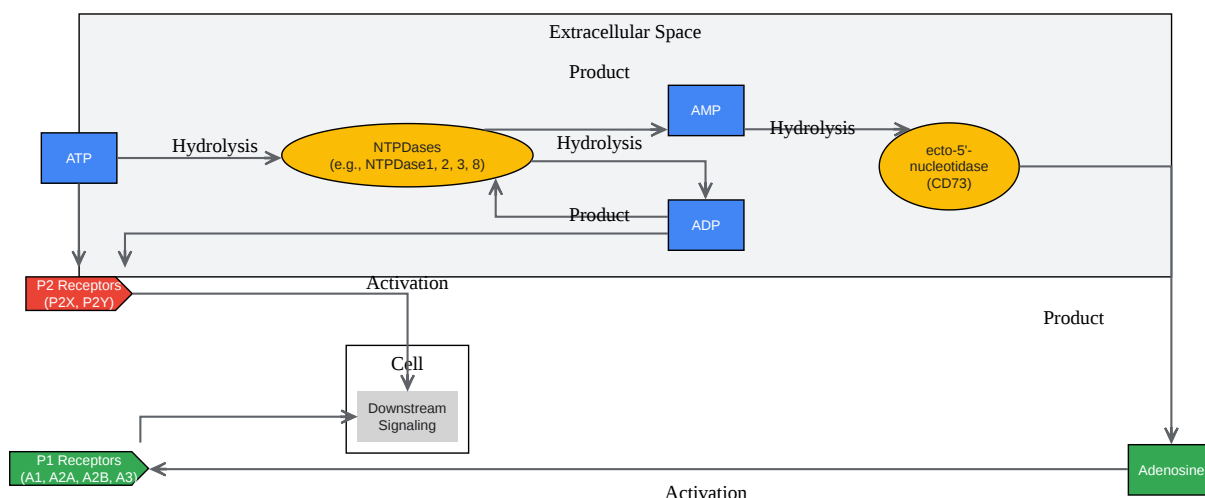 Extracellular Space
Product
AMP
Hydrolysis
ATP
Hydrolysis
NTPDases
(e.g., NTPDase1, 2, 3, 8)
Hydrolysis
ecto-5'-
nucleotidase
(CD73)
Product
ADP
P2 Receptors
(P2X, P2Y)
Activation
Product
Cell
Downstream
Signaling
P1 Receptors
(A1, A2A, A2B, A3)
Adenosine
Activation